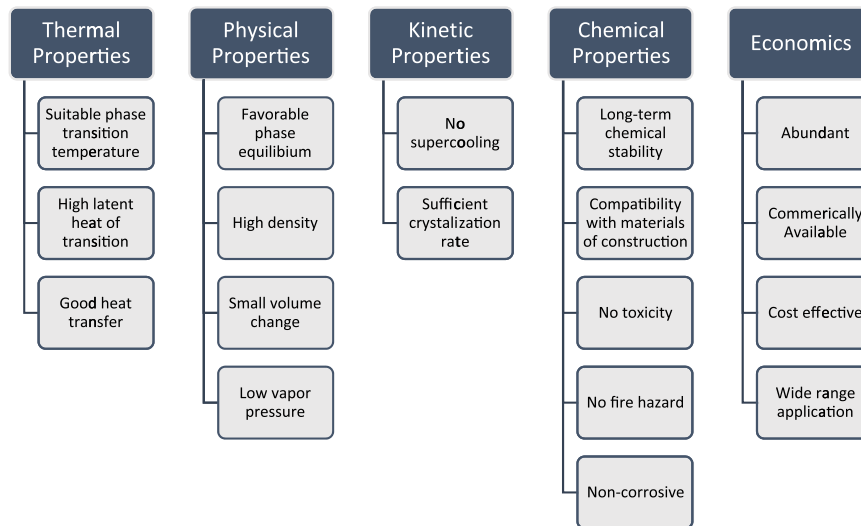 Thermal
Properties
Suitable phase
transition
temperature
High latent
heat of
transition
Good heat
transfer
Physical
Properties
Favorable
phase
equilibium
High density
Small volume
change
Low vapor
pressure
Kinetic
Properties
No
supercooling
Sufficient
crystalization
rate
Chemical
Properties
Long-term
chemical
stability
Compatibility
with materials
of construction
No toxicity
No fire hazard
Non-corrosive
Economics
Abundant
Commerically
Available
Cost effective
Wide range
application